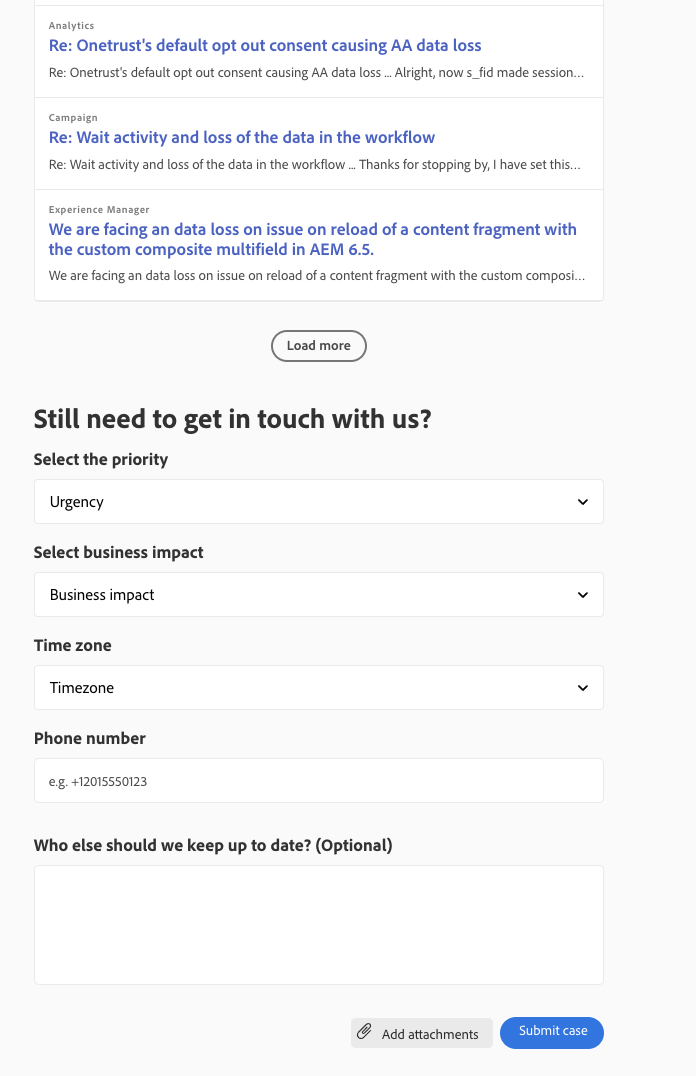 Analytics
Re: Onetrust's default opt out consent causing AA data loss
Re: Onetrust's default opt out consent causing AA data loss ... Alright, now s_fid made session...
Campaign
Re: Wait activity and loss of the data in the workflow
Re: Wait activity and loss of the data in the workflow ... Thanks for stopping by, I have set this...
Experience Manager
We are facing an data loss on issue on reload of a content fragment with
the custom composite multifield in AEM 6.5.
We are facing an data loss on issue on reload of a content fragment with the custom composi...
Load more
Still need to get in touch with us?
Select the priority
Urgency
Select business impact
Business impact
Time zone
Timezone
Phone number
e.g. +12015550123
Who else should we keep up to date? (Optional)
Add attachments
Submit case